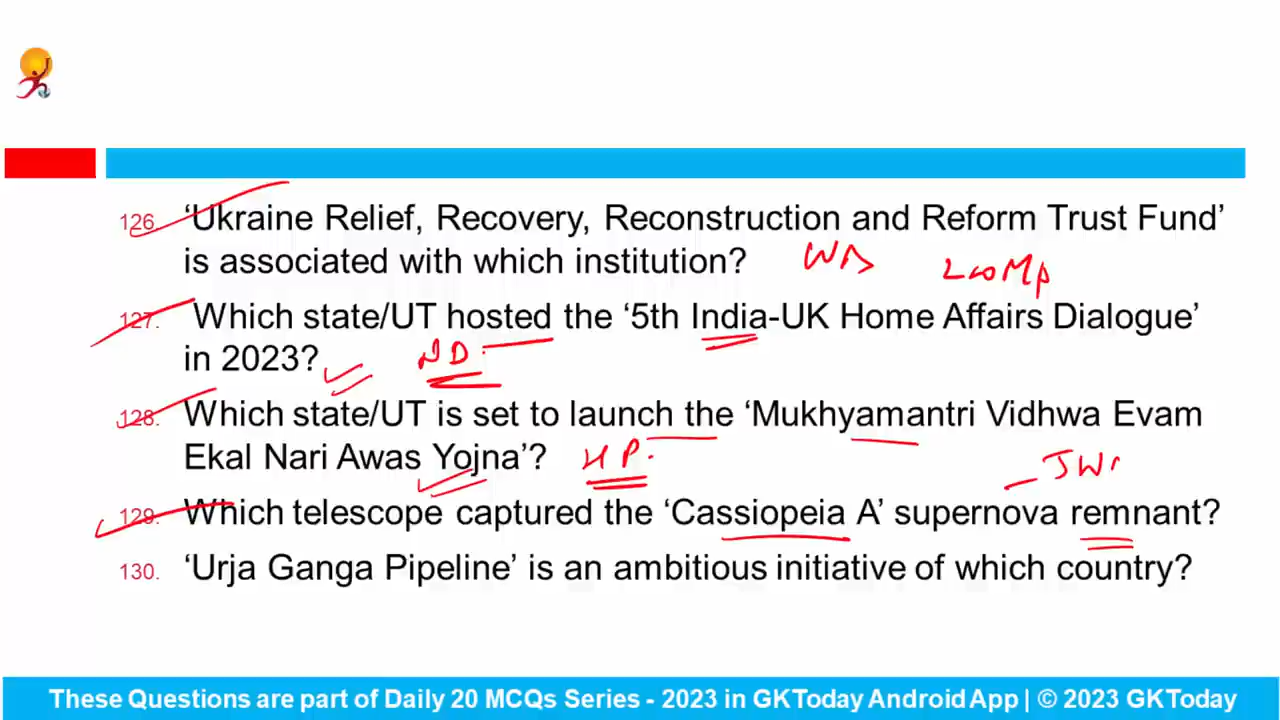 126. ‘Ukraine Relief, Recovery, Reconstruction and Reform Trust Fund’
is associated with which institution? WB
127. Which state/UT hosted the ‘5th India-UK Home Affairs Dialogue’
in 2023? ND
128. Which state/UT is set to launch the ‘Mukhyamantri Vidhwa Evam
Ekal Nari Awas Yojna’? HP. JW
129. Which telescope captured the ‘Cassiopeia A’ supernova remnant?
130. ‘Urja Ganga Pipeline’ is an ambitious initiative of which country?
These Questions are part of Daily 20 MCQs Series - 2023 in GKToday Android App | © 2023 GKToday